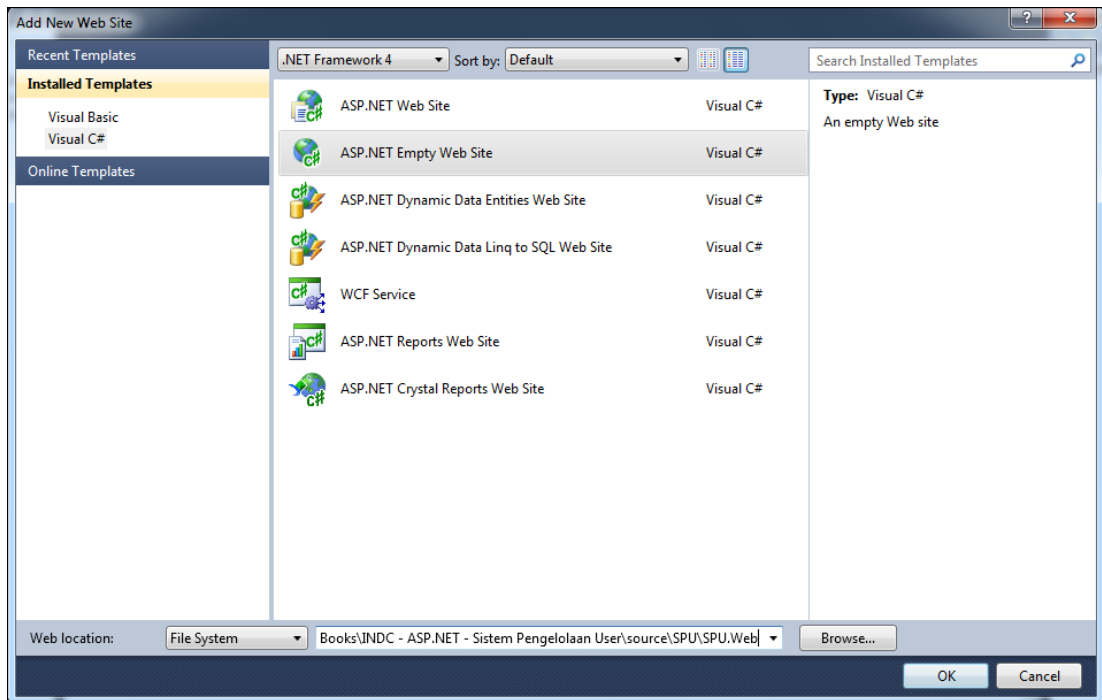 Add New Web Site
?
Recent Templates
Installed Templates
Visual Basic
Visual C#
Online Templates
.NET Framework 4
Sort by:
Default
Search Installed Templates
ASP.NET Web Site Visual C#
ASP.NET Empty Web Site Visual C#
ASP.NET Dynamic Data Entities Web Site Visual C#
ASP.NET Dynamic Data Linq to SQL Web Site Visual C#
WCF Service Visual C#
ASP.NET Reports Web Site Visual C#
ASP.NET Crystal Reports Web Site Visual C#
Type: Visual C#
An empty Web site
Web location:
File System
Books\INDC - ASP.NET - Sistem Pengelolaan User\source\SPU\SPU.Web
Browse...
OK
Cancel